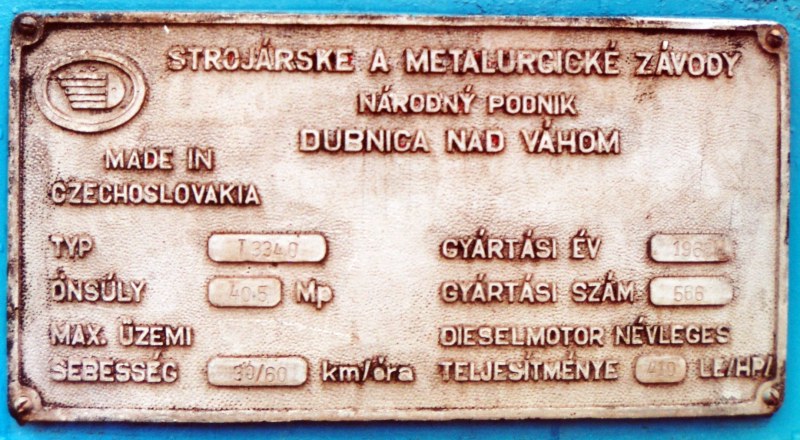 STROJÁRSKE A METALURGICKÉ ZÁVODY
NÁRODNÝ PODNIK
DUBNICA NAD VÁHOM
MADE IN
CZECHOSLOVAKIA
TYP T 334 0
GYÁRTÁSI ÉV
ÖNSÚLY 40.5 Mp
GYÁRTÁSI SZÁM 566
MAX. ÜZEMI
SEBESSÉG 30/60 km/óra
DIESELMOTOR NÉVLEGES
TELJESÍTMÉNYE 410 LE/HP/